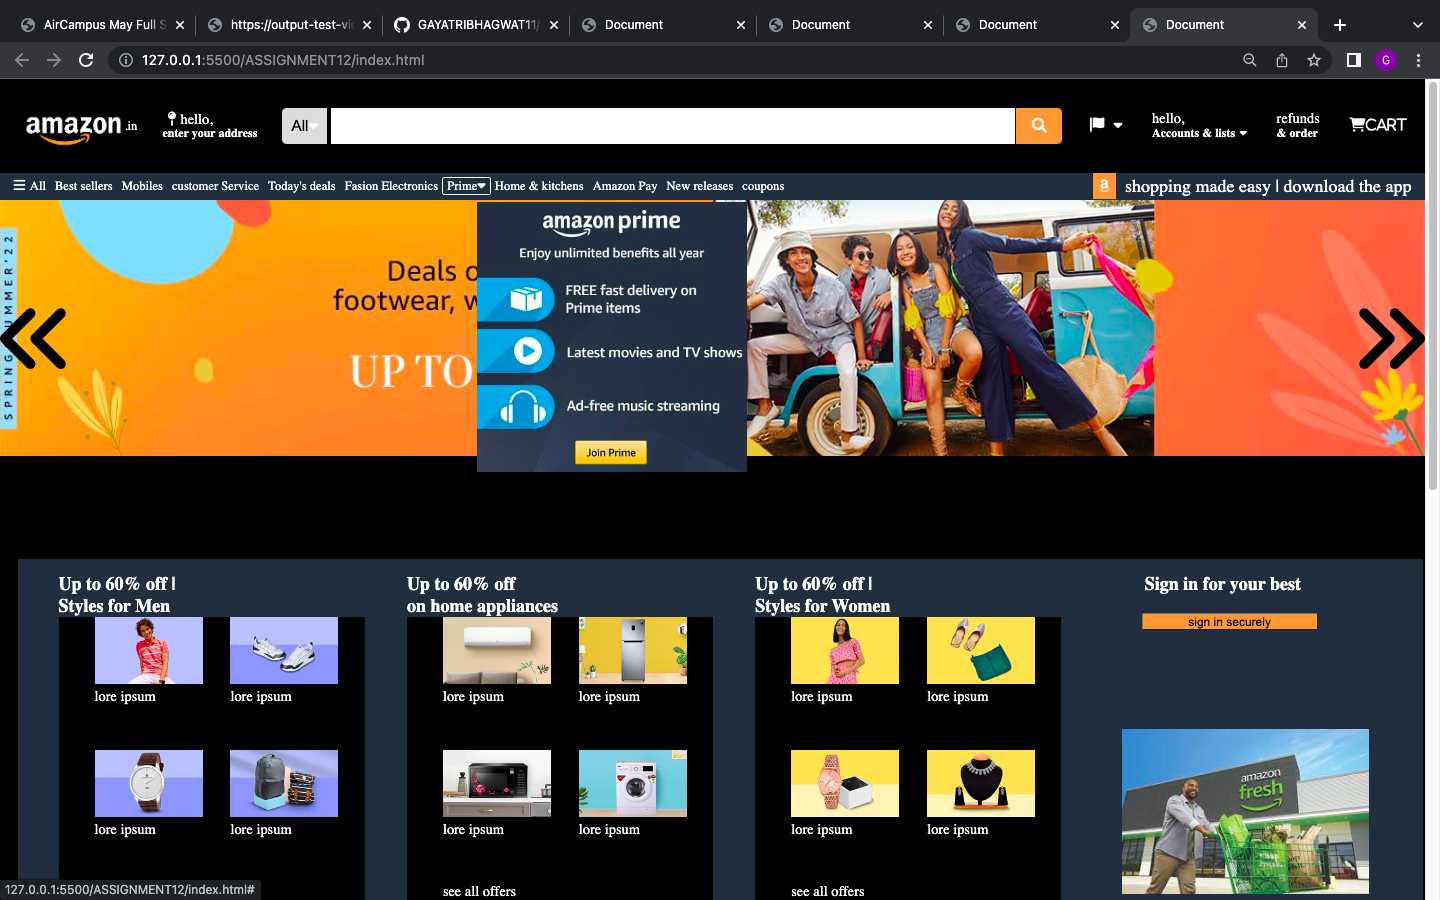 AirCampus May Full S
https://output-test-vi
GAYATRIBHAGWAT11/
Document
Document
Document
Document
127.0.0.1:5500/ASSIGNMENT12/index.html
G
amazon.in
hello,
enter your address
All
hello,
Accounts & lists
refunds
& order
CART
All Best sellers Mobiles customer Service Today's deals Fasion Electronics Prime Home & kitchens Amazon Pay New releases coupons
a
shopping made easy | download the app
SPRING SUMMER'22
Deals o
footwear, w
UP TO
amazon prime
Enjoy unlimited benefits all year
FREE fast delivery on
Prime items
Latest movies and TV shows
Ad-free music streaming
Join Prime
Up to 60% off |
Styles for Men
lore ipsum
lore ipsum
lore ipsum
lore ipsum
Up to 60% off
on home appliances
lore ipsum
lore ipsum
lore ipsum
lore ipsum
see all offers
Up to 60% off |
Styles for Women
lore ipsum
lore ipsum
lore ipsum
lore ipsum
see all offers
Sign in for your best
sign in securely
amazon
fresh
127.0.0.1:5500/ASSIGNMENT12/index.html#